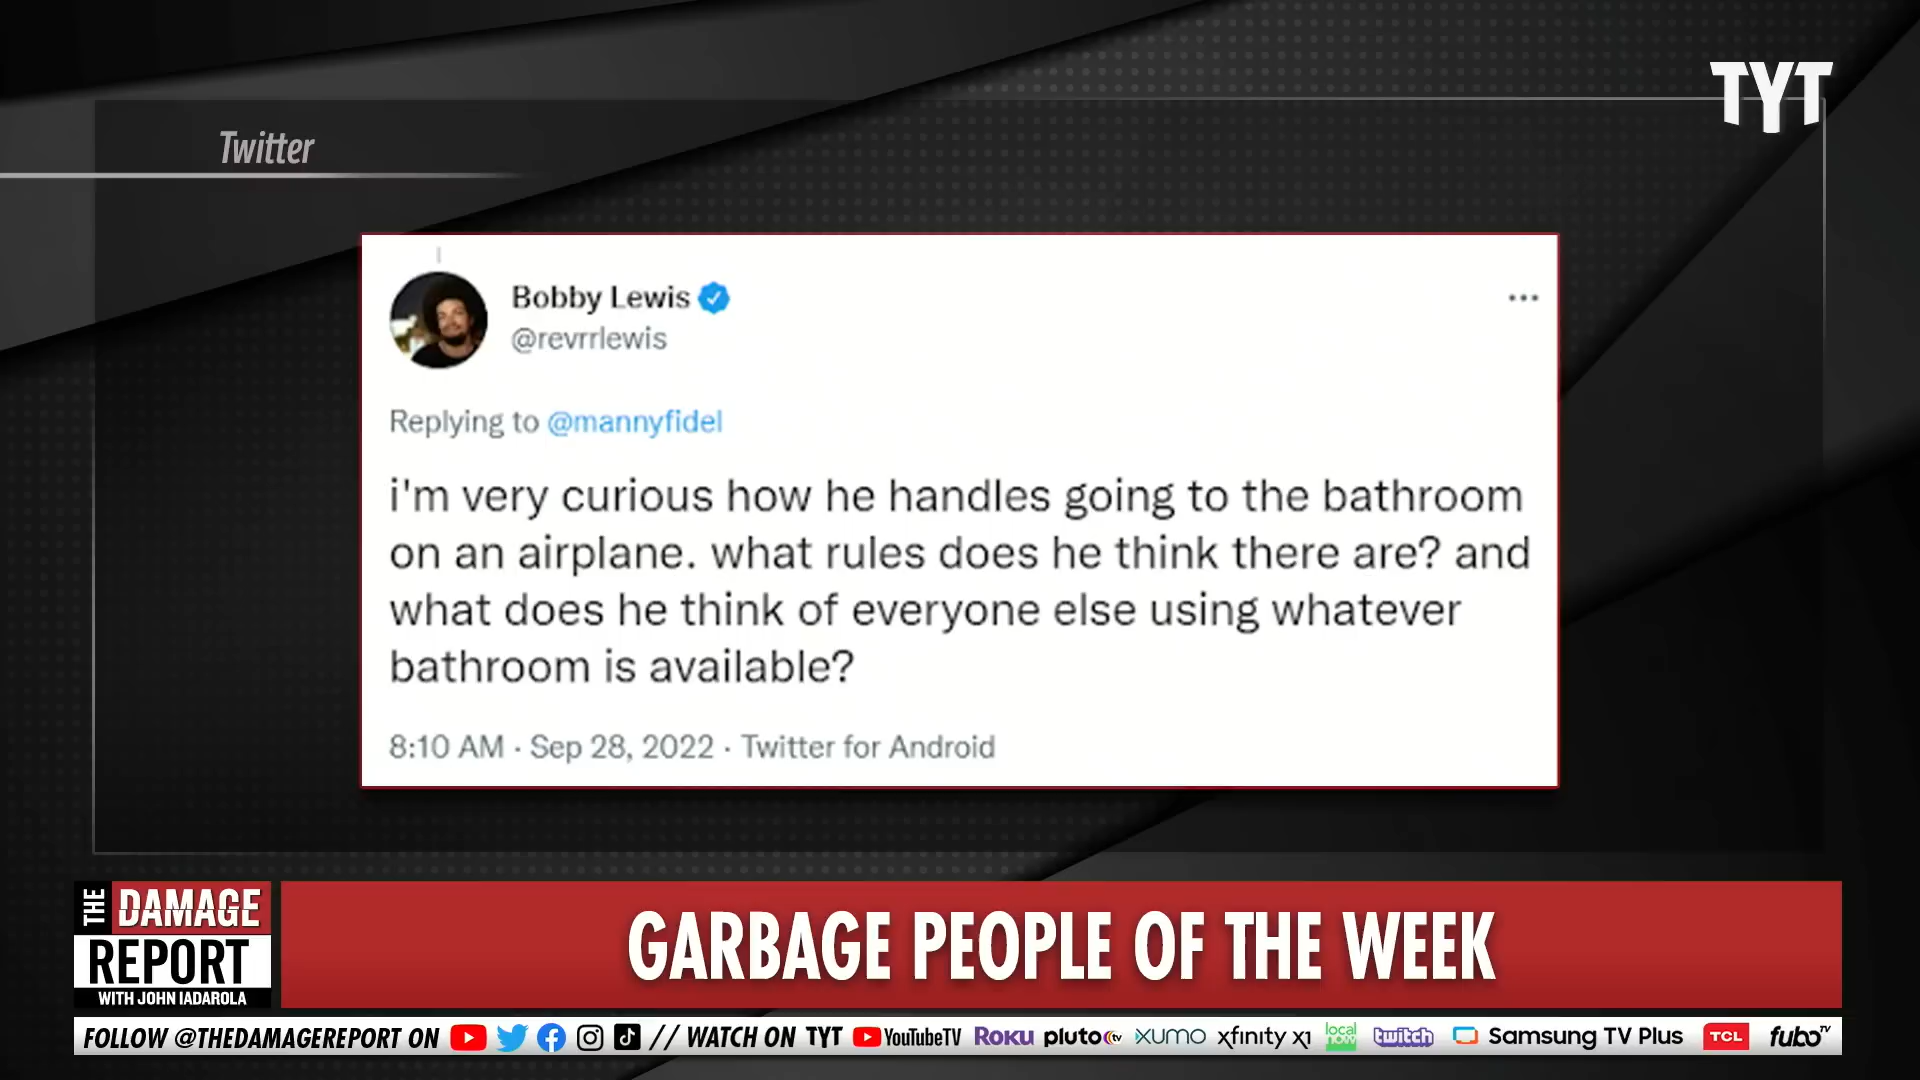 TYT
Twitter
Bobby Lewis
@revrrlewis
Replying to @mannyfidel
i'm very curious how he handles going to the bathroom
on an airplane. what rules does he think there are? and
what does he think of everyone else using whatever
bathroom is available?
8:10 AM · Sep 28, 2022 · Twitter for Android
THE DAMAGE
REPORT
WITH JOHN IADAROLA
GARBAGE PEOPLE OF THE WEEK
FOLLOW @THEDAMAGEREPORT ON // WATCH ON TYT YouTubeTV ROKU pluto tv XUMO xfinity x1 local now twitch Samsung TV Plus TCL fubo TV